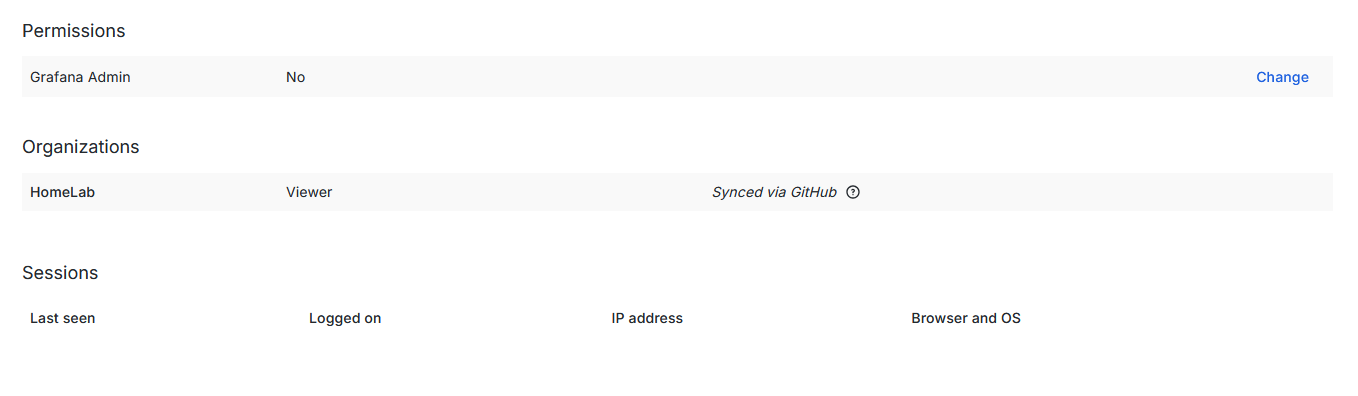 Permissions
Grafana Admin No Change
Organizations
HomeLab Viewer Synced via GitHub
Sessions
Last seen Logged on IP address Browser and OS